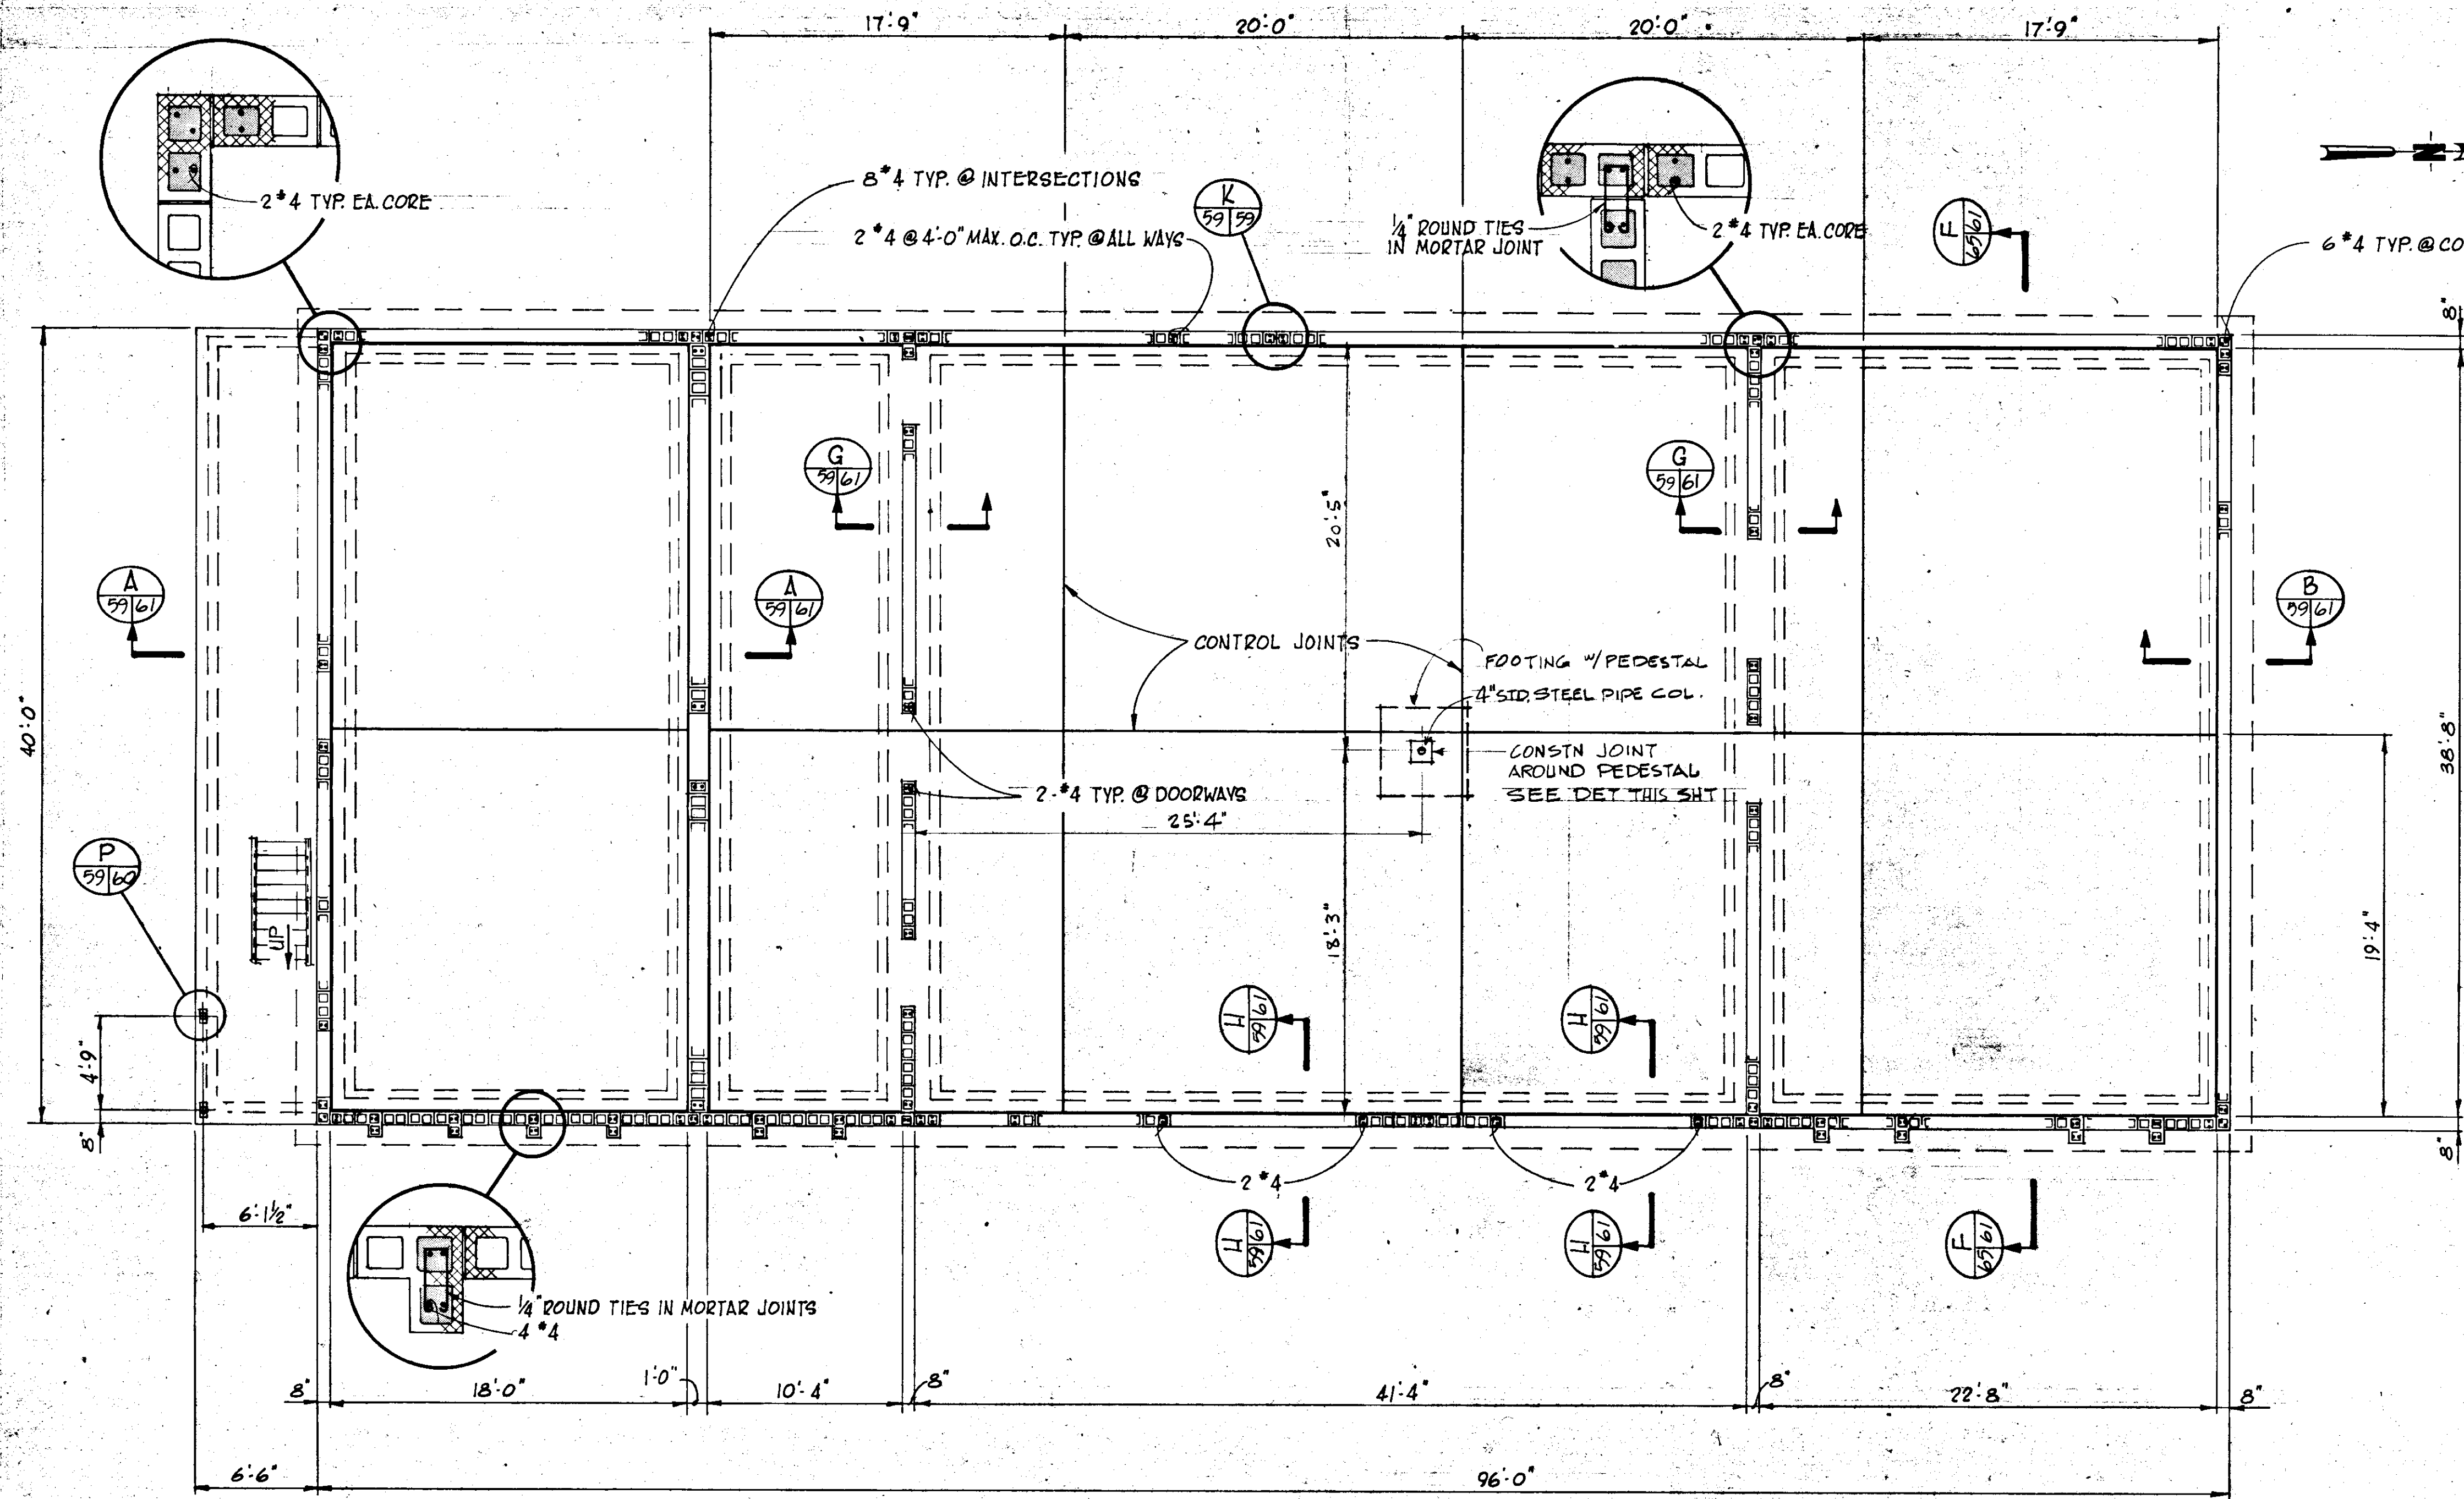 17'-9"
20'-0"
20'-0"
17'-9"
2 #4 TYP. EA. CORE
8 #4 TYP. @ INTERSECTIONS
2 #4 @ 4'-0" MAX. O.C. TYP. @ ALL WAYS
K
59 59
1/4" ROUND TIES
IN MORTAR JOINT
2 #4 TYP. EA. CORE
F
65 61
N
6 #4 TYP. @ CO
8"
G
59 61
G
59 61
20'-5"
A
59 61
A
59 61
B
59 61
CONTROL JOINTS
FOOTING W/ PEDESTAL
4" STD. STEEL PIPE COL.
40'-0"
38'-8"
CONSTN JOINT
AROUND PEDESTAL
SEE DET THIS SHT
2-#4 TYP. @ DOORWAYS
25'-4"
P
59 60
UP
18'-3"
19'-4"
H
59 61
H
59 61
4'-9"
8"
8"
2 #4
2 #4
6'-1 1/2"
H
59 61
H
59 61
F
65 61
1/4" ROUND TIES IN MORTAR JOINTS
4 #4
8"
18'-0"
1'-0"
10'-4"
8"
41'-4"
8"
22'-8"
8"
6'-6"
96'-0"